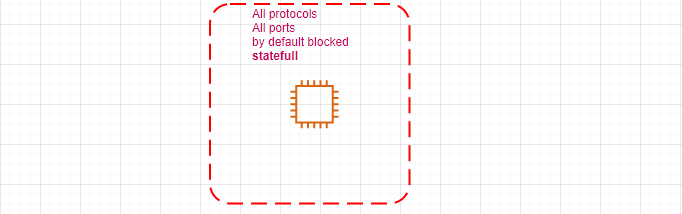 All protocols
All ports
by default blocked
statefull